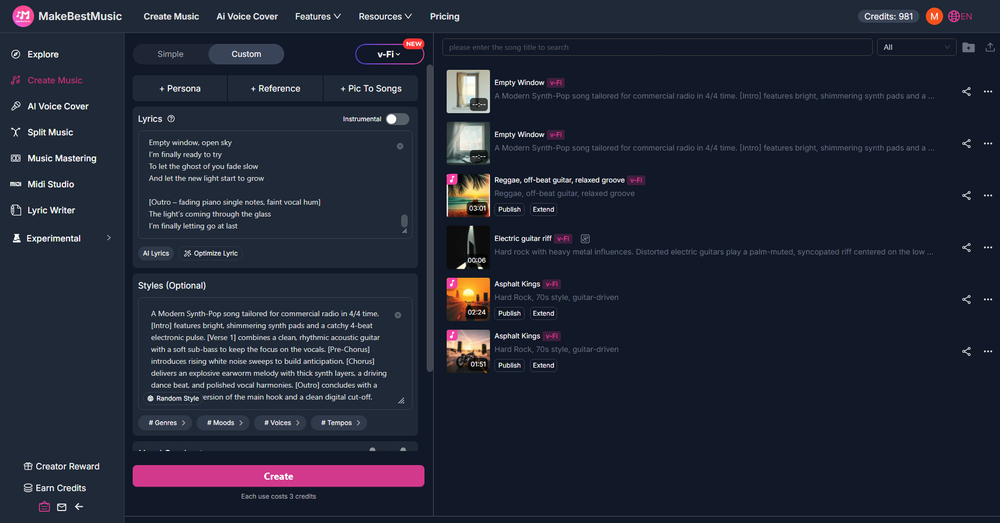 MakeBestMusic
Create Music
Ai Voice Cover
Features
Resources
Pricing
Credits: 981
M
EN
Explore
Create Music
AI Voice Cover
Split Music
Music Mastering
Midi Studio
Lyric Writer
Experimental
Creator Reward
Earn Credits
Simple
Custom
v-Fi
NEW
+ Persona
+ Reference
+ Pic To Songs
Lyrics
Instrumental
Empty window, open sky
I'm finally ready to try
To let the ghost of you fade slow
And let the new light start to grow
[Outro – fading piano single notes, faint vocal hum]
The light's coming through the glass
I'm finally letting go at last
AI Lyrics
Optimize Lyric
Styles (Optional)
A Modern Synth-Pop song tailored for commercial radio in 4/4 time.
[Intro] features bright, shimmering synth pads and a catchy 4-beat
electronic pulse. [Verse 1] combines a clean, rhythmic acoustic guitar
with a soft sub-bass to keep the focus on the vocals. [Pre-Chorus]
introduces rising white noise sweeps to build anticipation. [Chorus]
delivers an explosive earworm melody with thick synth layers, a driving
dance beat, and polished vocal harmonies. [Outro] concludes with a
ersion of the main hook and a clean digital cut-off.
Random Style
# Genres
# Moods
# Voices
# Tempos
Create
Each use costs 3 credits
please enter the song title to search
All
Empty Window v-Fi
A Modern Synth-Pop song tailored for commercial radio in 4/4 time. [Intro] features bright, shimmering synth pads and a ...
--:--
Empty Window v-Fi
A Modern Synth-Pop song tailored for commercial radio in 4/4 time. [Intro] features bright, shimmering synth pads and a ...
--:--
Reggae, off-beat guitar, relaxed groove v-Fi
Reggae, off-beat guitar, relaxed groove
03:01
Publish
Extend
Electric guitar riff v-Fi
Hard rock with heavy metal influences. Distorted electric guitars play a palm-muted, syncopated riff centered on the low ...
00:06
Asphalt Kings v-Fi
Hard Rock, 70s style, guitar-driven
02:24
Publish
Extend
Asphalt Kings v-Fi
Hard Rock, 70s style, guitar-driven
01:51
Publish
Extend